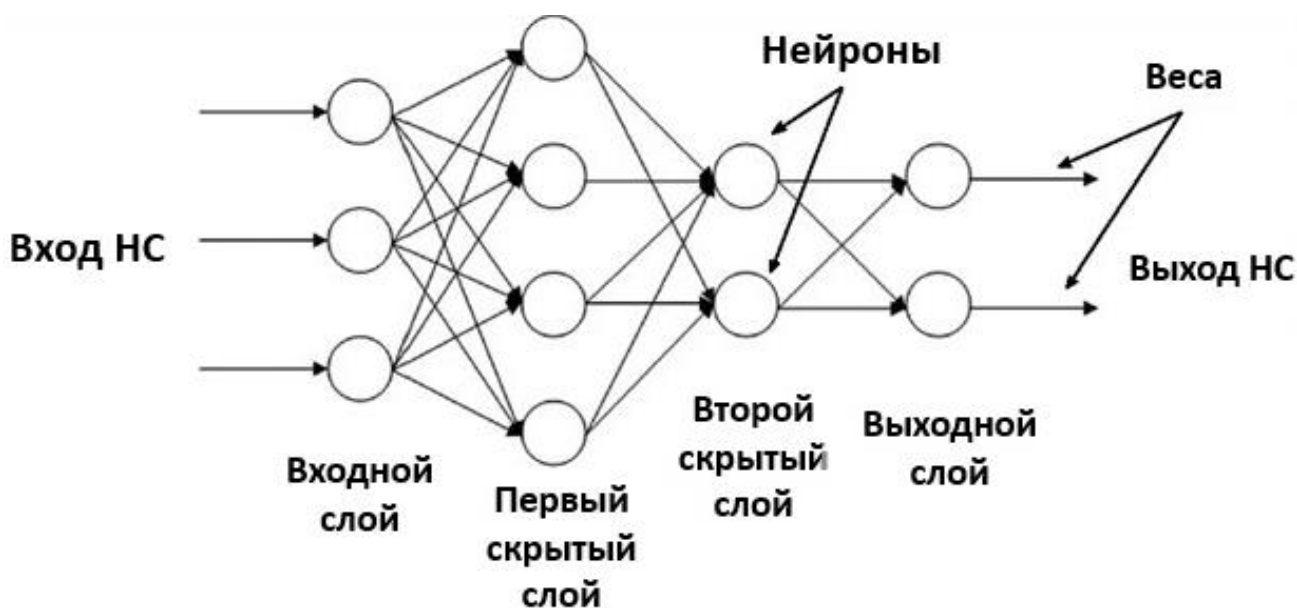 Нейроны
Веса
Вход НС
Выход НС
Входной
слой
Первый
скрытый
слой
Второй
скрытый
слой
Выходной
слой